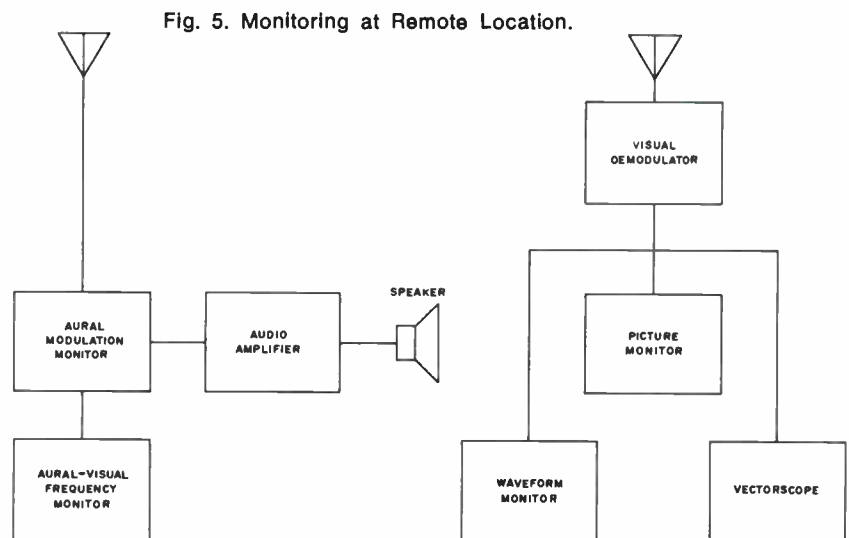 Fig. 5. Monitoring at Remote Location.
VISUAL
OEMODULATOR
SPEAKER
AURAL
MODULATION
MONITOR
AUDIO
AMPLIFIER
PICTURE
MONITOR
AURAL-VISUAL
FREQUENCY
MONITOR
WAVEFORM
MONITOR
VECTORSCOPE